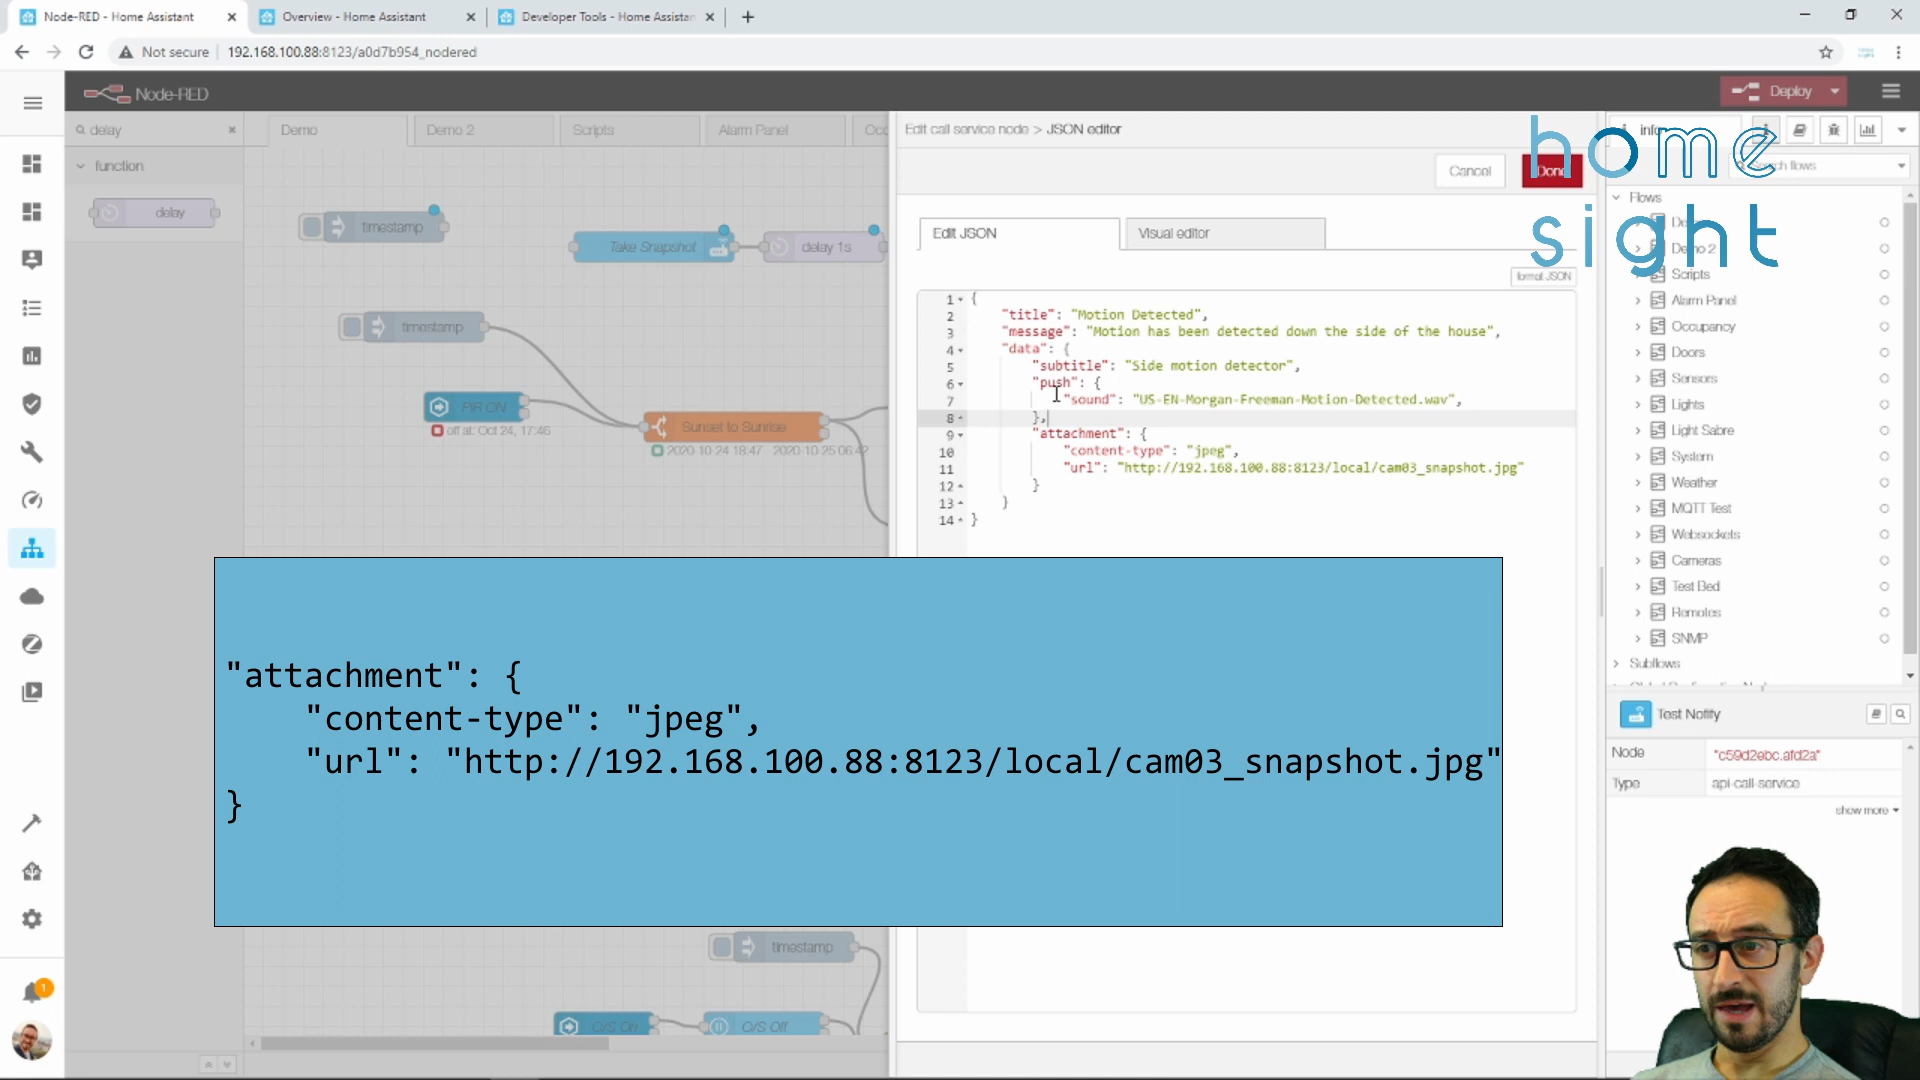 Node-RED - Home Assistant
Overview - Home Assistant
Developer Tools - Home Assistan
Not secure
192.168.100.88:8123/a0d7b954_nodered
Node-RED
Deploy
delay
Demo
Demo 2
Scripts
Alarm Panel
Occ
Edit call service node > JSON editor
info
home
sight
function
Cancel
Done
Search flows
delay
timestamp
Take Snapshot
delay 1s
Edit JSON
Visual editor
format JSON
Flows
Demo 2
Scripts
Alarm Panel
Occupancy
Doors
Sensors
Lights
Light Sabre
System
Weather
MQTT Test
Websockets
Cameras
Test Bed
Remotes
SNMP
Subflows
timestamp
PIR ON
off at: Oct 24, 17:46
Sunset to Sunrise
2020-10-24 18:47 2020-10-25 06:4
1 {
2 "title": "Motion Detected",
3 "message": "Motion has been detected down the side of the house",
4 "data": {
5 "subtitle": "Side motion detector",
6 "push": {
7 "sound": "US-EN-Morgan-Freeman-Motion-Detected.wav",
8 },
9 "attachment": {
10 "content-type": "jpeg",
11 "url": "http://192.168.100.88:8123/local/cam03_snapshot.jpg"
12 }
13 }
14 }
"attachment": {
"content-type": "jpeg",
"url": "http://192.168.100.88:8123/local/cam03_snapshot.jpg"
}
Test Notify
Node
"c59d2ebc.afd2a"
Type
api-call-service
show more
timestamp
O/S On
O/S Off
1